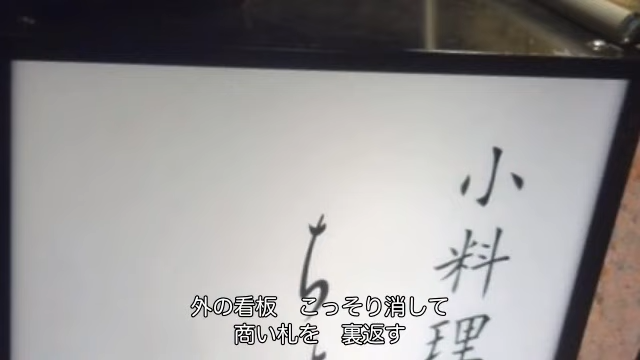 小料理
ち
外の看板　こっそり消して
商い札を　裏返す